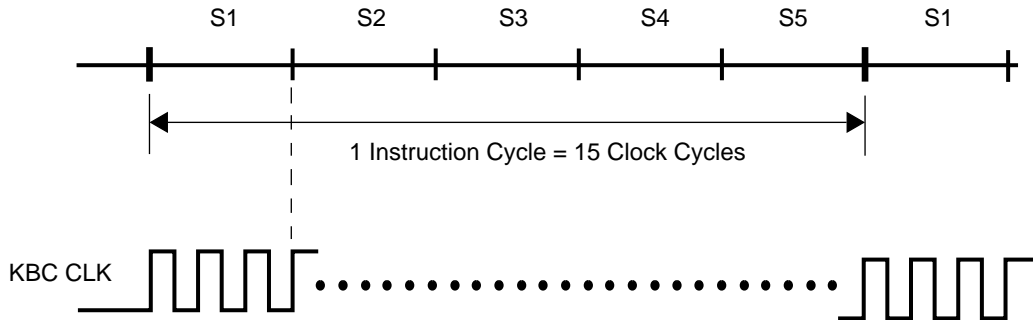 S1 S2 S3 S4 S5 S1
1 Instruction Cycle = 15 Clock Cycles
KBC CLK